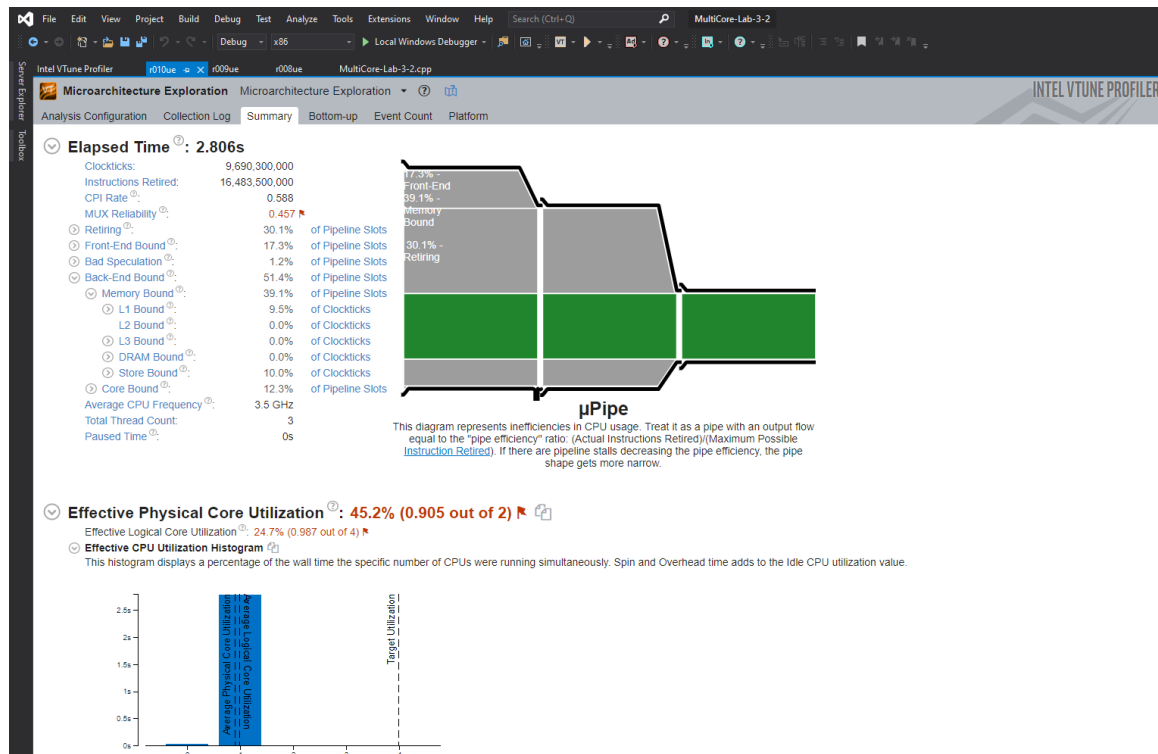 File Edit View Project Build Debug Test Analyze Tools Extensions Window Help Search (Ctrl+Q) MultiCore-Lab-3-2
Debug x86 Local Windows Debugger
Server Explorer
Toolbox
Intel VTune Profiler r010ue r009ue r008ue MultiCore-Lab-3-2.cpp
Microarchitecture Exploration Microarchitecture Exploration INTEL VTUNE PROFILER
Analysis Configuration Collection Log Summary Bottom-up Event Count Platform
Elapsed Time: 2.806s
Clockticks: 9,690,300,000
Instructions Retired: 16,483,500,000
CPI Rate: 0.588
MUX Reliability: 0.457
Retiring: 30.1% of Pipeline Slots
Front-End Bound: 17.3% of Pipeline Slots
Bad Speculation: 1.2% of Pipeline Slots
Back-End Bound: 51.4% of Pipeline Slots
Memory Bound: 39.1% of Pipeline Slots
L1 Bound: 9.5% of Clockticks
L2 Bound: 0.0% of Clockticks
L3 Bound: 0.0% of Clockticks
DRAM Bound: 0.0% of Clockticks
Store Bound: 10.0% of Clockticks
Core Bound: 12.3% of Pipeline Slots
Average CPU Frequency: 3.5 GHz
Total Thread Count: 3
Paused Time: 0s
17.3% -
Front-End
39.1% -
Memory
Bound
30.1% -
Retiring
µPipe
This diagram represents inefficiencies in CPU usage. Treat it as a pipe with an output flow
equal to the "pipe efficiency" ratio: (Actual Instructions Retired)/(Maximum Possible
Instruction Retired). If there are pipeline stalls decreasing the pipe efficiency, the pipe
shape gets more narrow.
Effective Physical Core Utilization: 45.2% (0.905 out of 2)
Effective Logical Core Utilization: 24.7% (0.987 out of 4)
Effective CPU Utilization Histogram
This histogram displays a percentage of the wall time the specific number of CPUs were running simultaneously. Spin and Overhead time adds to the Idle CPU utilization value.
2.5s
2s
1.5s
1s
0.5s
0s
Average Physical Core Utilization
Average Logical Core Utilization
Target Utilization